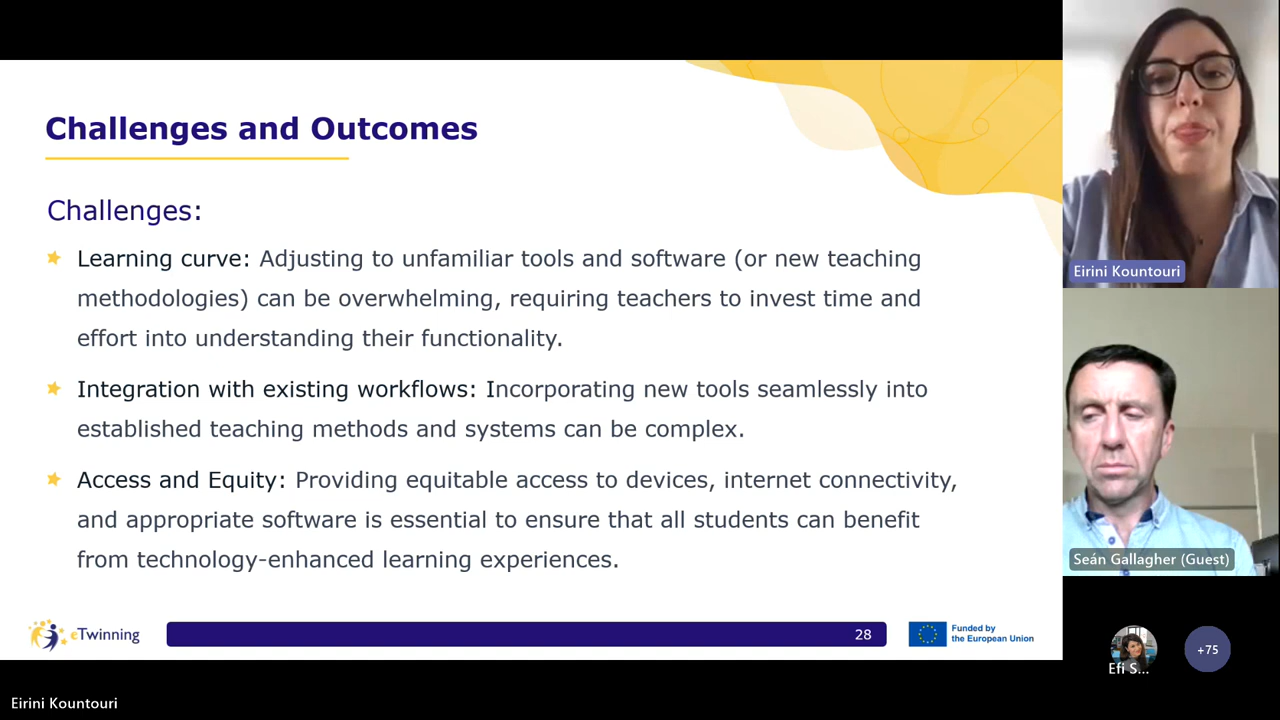 Challenges and Outcomes
Challenges:
Learning curve: Adjusting to unfamiliar tools and software (or new teaching
methodologies) can be overwhelming, requiring teachers to invest time and
effort into understanding their functionality.
Integration with existing workflows: Incorporating new tools seamlessly into
established teaching methods and systems can be complex.
Access and Equity: Providing equitable access to devices, internet connectivity,
and appropriate software is essential to ensure that all students can benefit
from technology-enhanced learning experiences.
eTwinning
28
Funded by
the European Union
Eirini Kountouri
Seán Gallagher (Guest)
Efi S...
+75
Eirini Kountouri